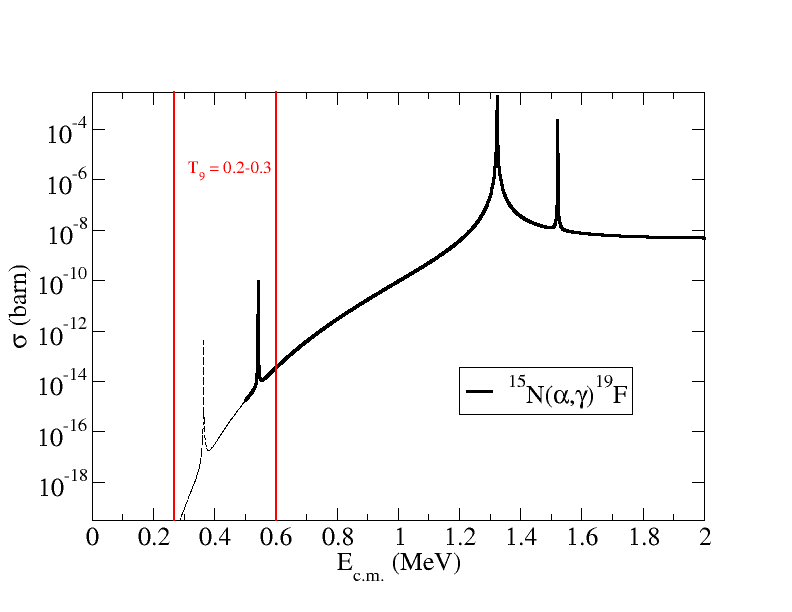 T₉ = 0.2-0.3
10⁻⁴
10⁻⁶
10⁻⁸
10⁻¹⁰
10⁻¹²
10⁻¹⁴
10⁻¹⁶
10⁻¹⁸
σ (barn)
¹⁵N(α,γ)¹⁹F
0 0.2 0.4 0.6 0.8 1 1.2 1.4 1.6 1.8 2
E_c.m. (MeV)